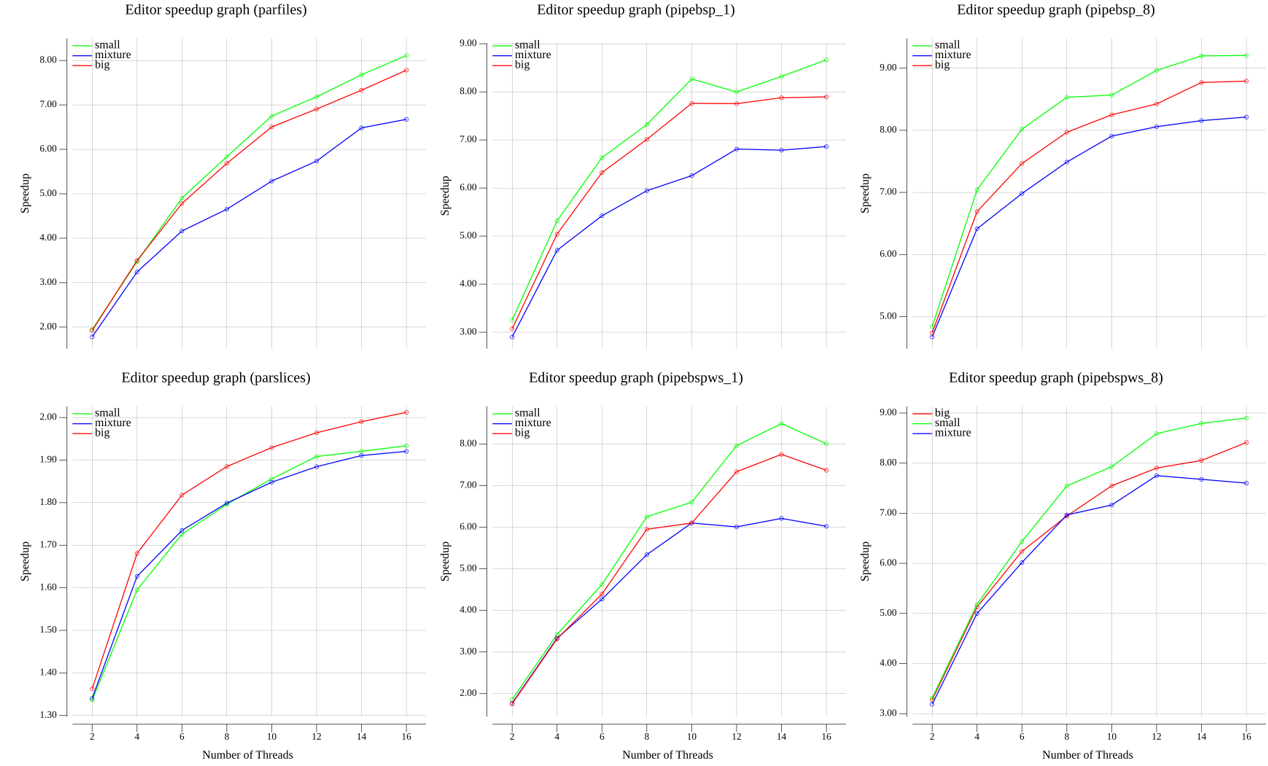 Editor speedup graph (parfiles)
small
mixture
big
8.00
7.00
6.00
5.00
4.00
3.00
2.00
Speedup
Editor speedup graph (pipebsp_1)
small
mixture
big
9.00
8.00
7.00
6.00
5.00
4.00
3.00
Speedup
Editor speedup graph (pipebsp_8)
small
mixture
big
9.00
8.00
7.00
6.00
5.00
Speedup
Editor speedup graph (parslices)
small
mixture
big
2.00
1.90
1.80
1.70
1.60
1.50
1.40
1.30
Speedup
2 4 6 8 10 12 14 16
Number of Threads
Editor speedup graph (pipebspws_1)
small
mixture
big
8.00
7.00
6.00
5.00
4.00
3.00
2.00
Speedup
2 4 6 8 10 12 14 16
Number of Threads
Editor speedup graph (pipebspws_8)
big
small
mixture
9.00
8.00
7.00
6.00
5.00
4.00
3.00
Speedup
2 4 6 8 10 12 14 16
Number of Threads